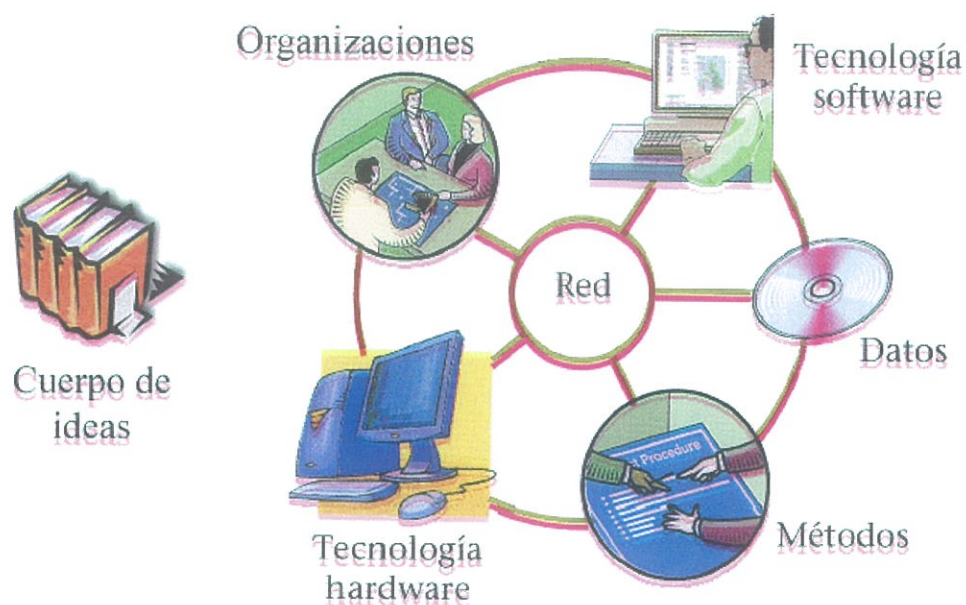 Organizaciones
Tecnología
software
Red
Datos
Cuerpo de
ideas
Procedure
Métodos
Tecnología
hardware